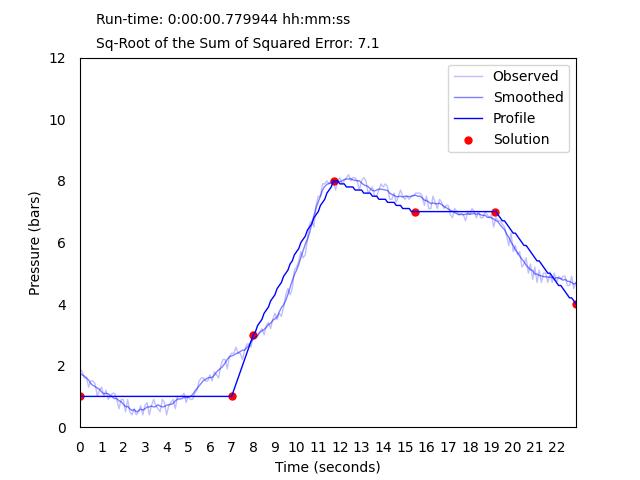 Run-time: 0:00:00.779944 hh:mm:ss
Sq-Root of the Sum of Squared Error: 7.1
12
10
8
6
4
2
0
Pressure (bars)
Observed
Smoothed
Profile
Solution
0 1 2 3 4 5 6 7 8 9 10 11 12 13 14 15 16 17 18 19 20 21 22
Time (seconds)